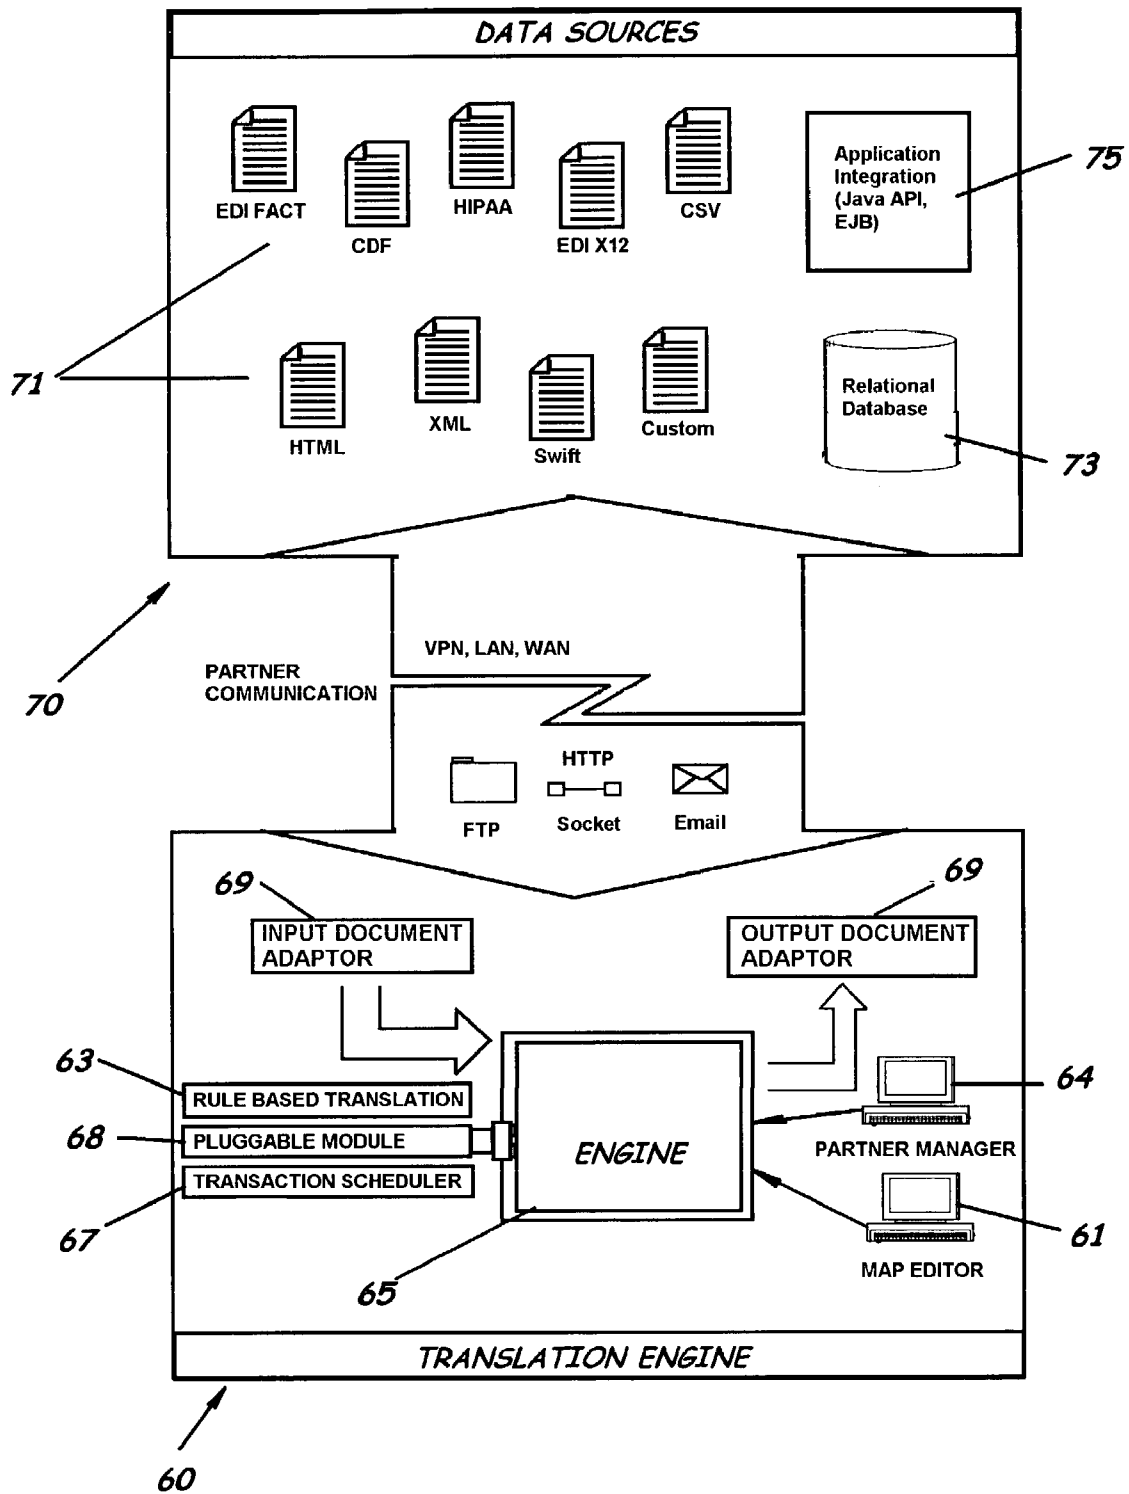 DATA SOURCES
EDI FACT
CDF
HIPAA
EDI X12
CSV
Application
Integration
(Java API,
EJB)
75
71
HTML
XML
Swift
Custom
Relational
Database
73
70
VPN, LAN, WAN
PARTNER
COMMUNICATION
HTTP
FTP
Socket
Email
69
69
INPUT DOCUMENT
ADAPTOR
OUTPUT DOCUMENT
ADAPTOR
63
RULE BASED TRANSLATION
68
PLUGGABLE MODULE
TRANSACTION SCHEDULER
67
ENGINE
65
64
PARTNER MANAGER
61
MAP EDITOR
TRANSLATION ENGINE
60